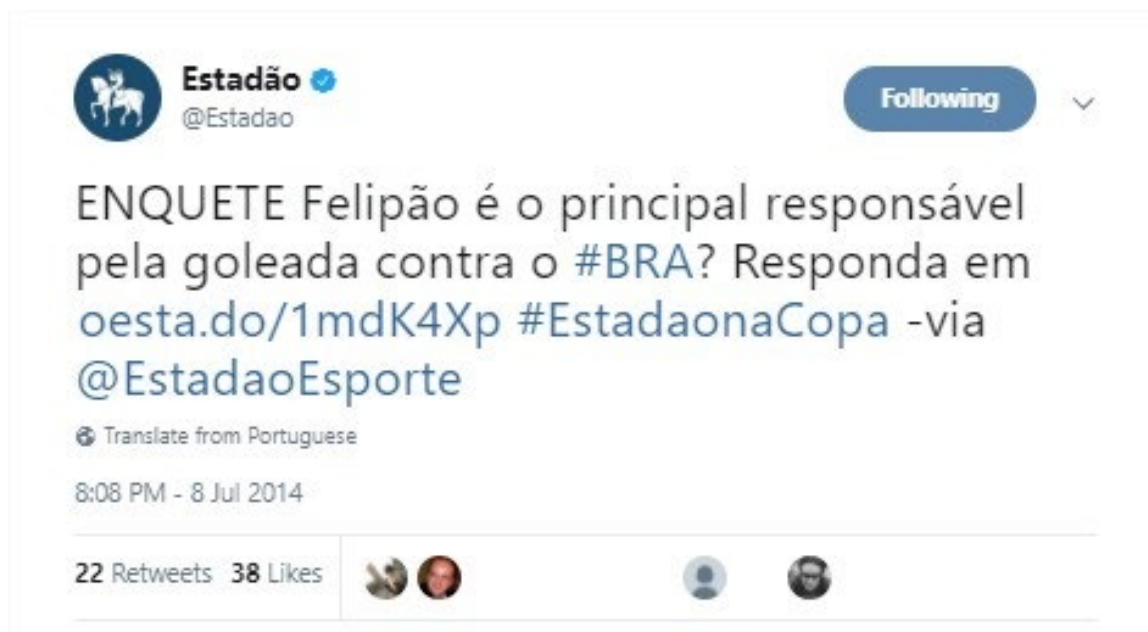 Estadão
@Estadao
Following
ENQUETE Felipão é o principal responsável
pela goleada contra o #BRA? Responda em
oesta.do/1mdK4Xp #EstadaonaCopa -via
@EstadaoEsporte
Translate from Portuguese
8:08 PM - 8 Jul 2014
22 Retweets 38 Likes